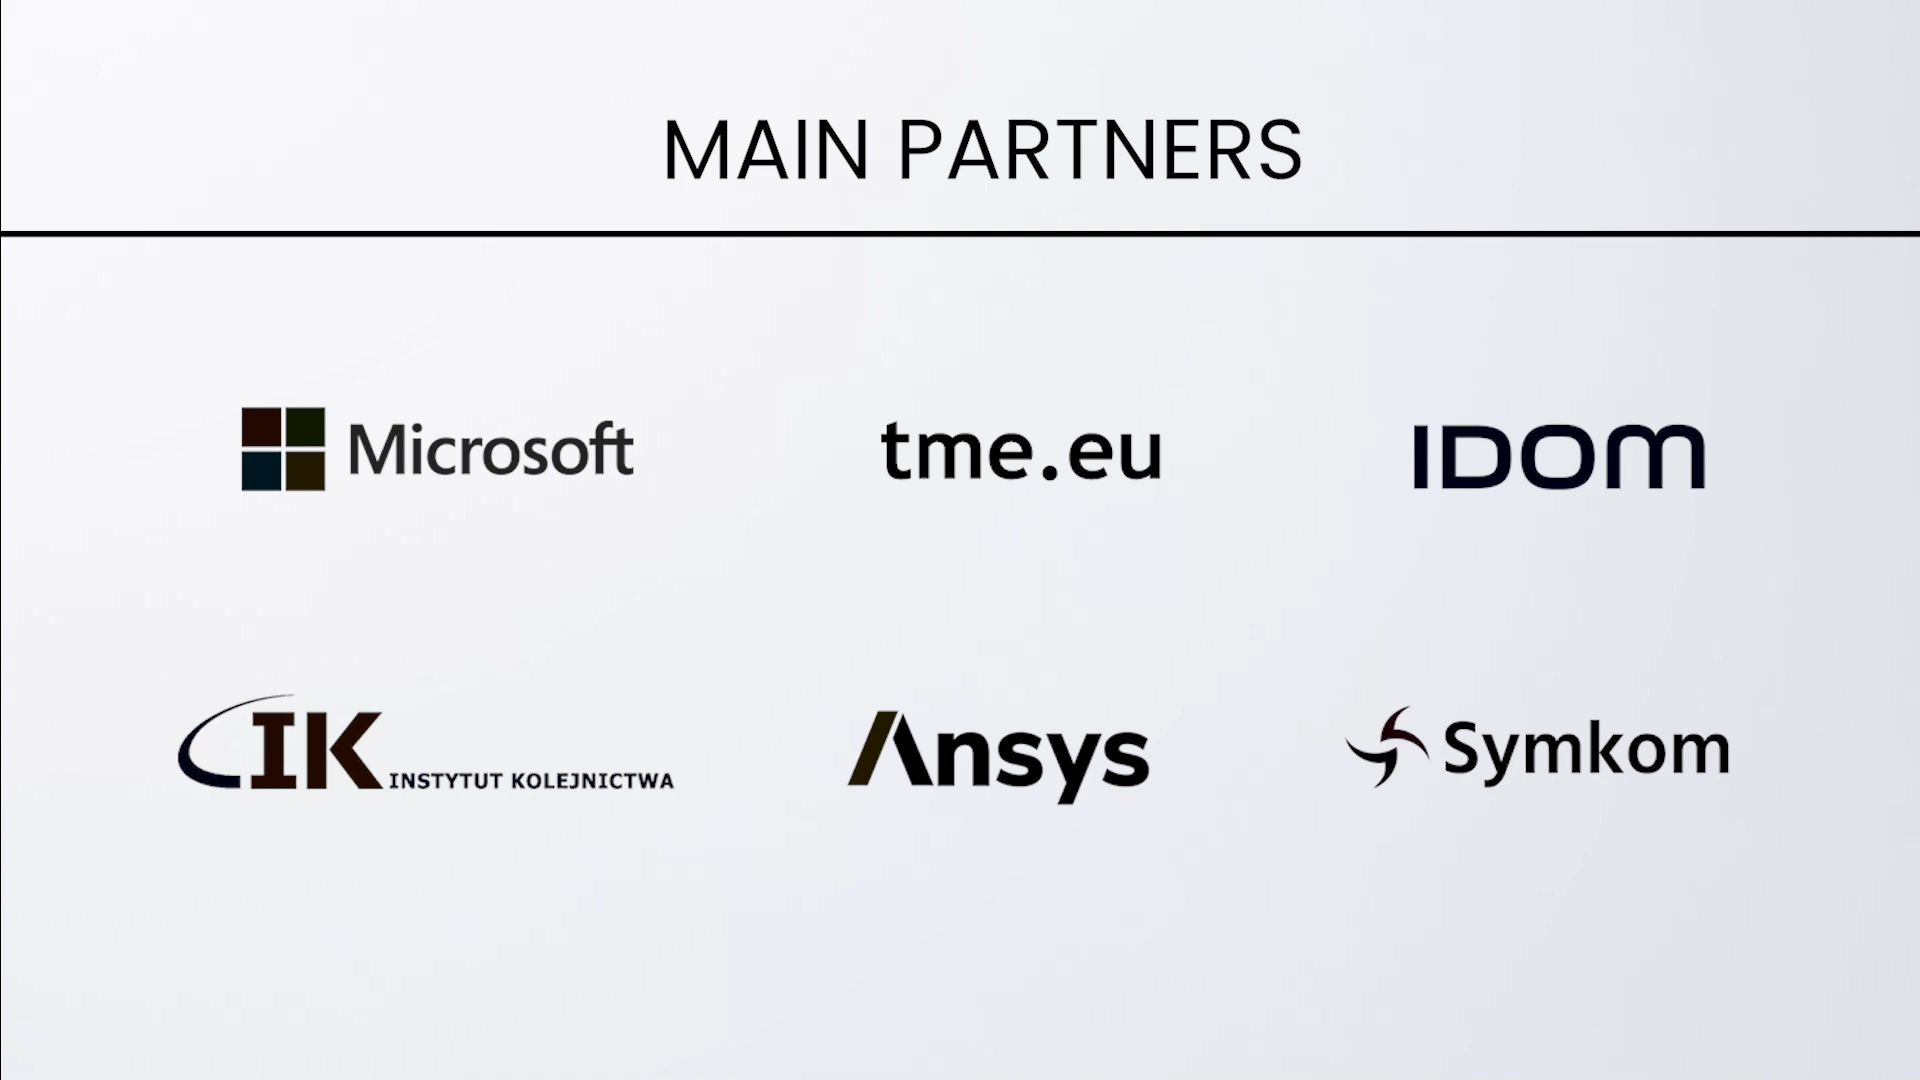 MAIN PARTNERS
Microsoft
tme.eu
IDOM
IK INSTYTUT KOLEJNICTWA
Ansys
Symkom